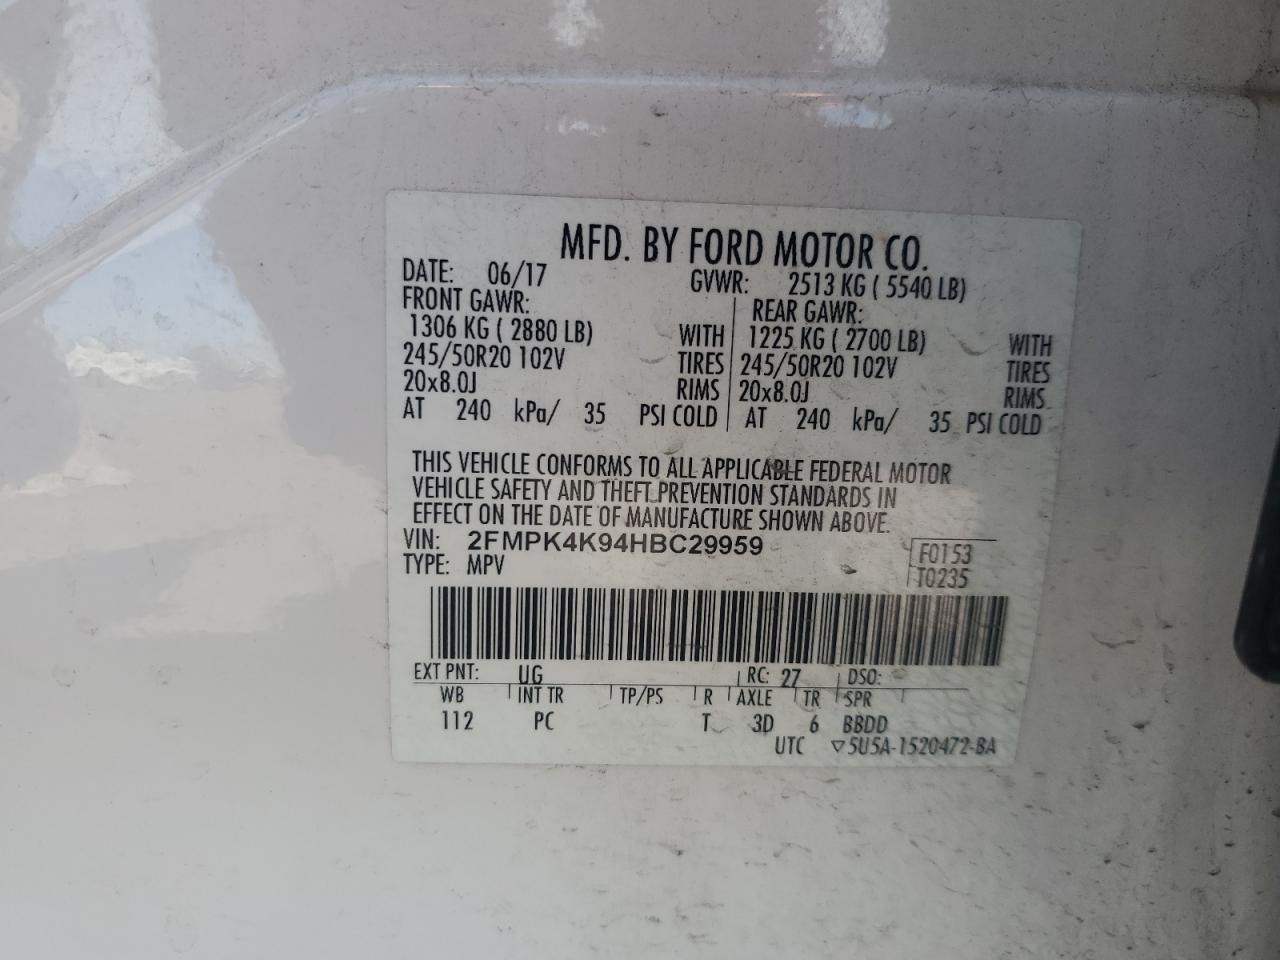 MFD. BY FORD MOTOR CO.
DATE: 06/17 GVWR: 2513 KG ( 5540 LB)
FRONT GAWR: REAR GAWR:
1306 KG ( 2880 LB) WITH 1225 KG ( 2700 LB) WITH
245/50R20 102V TIRES 245/50R20 102V TIRES
20x8.0J RIMS 20x8.0J RIMS
AT 240 kPa/ 35 PSI COLD AT 240 kPa/ 35 PSI COLD
THIS VEHICLE CONFORMS TO ALL APPLICABLE FEDERAL MOTOR
VEHICLE SAFETY AND THEFT PREVENTION STANDARDS IN
EFFECT ON THE DATE OF MANUFACTURE SHOWN ABOVE.
VIN: 2FMPK4K94HBC29959 F0153
TYPE: MPV T0235
EXT PNT: UG RC: 27 DSO:
WB INT TR TP/PS R AXLE TR SPR
112 PC T 3D 6 BBDD
UTC ▽5U5A-1520472-BA